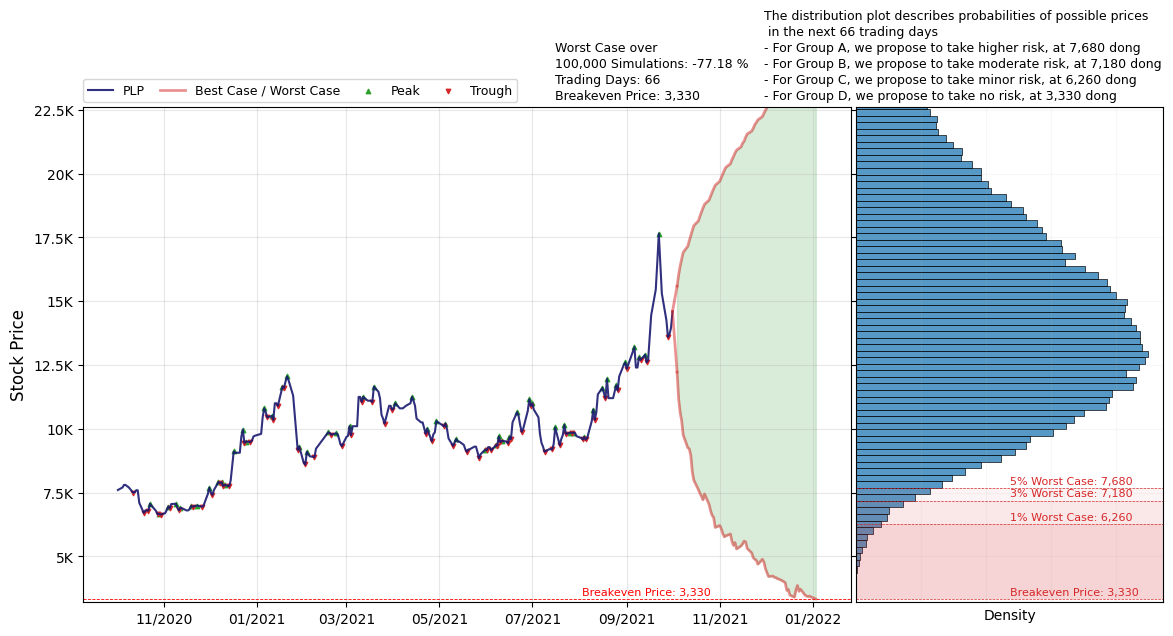 The distribution plot describes probabilities of possible prices
in the next 66 trading days
- For Group A, we propose to take higher risk, at 7,680 dong
- For Group B, we propose to take moderate risk, at 7,180 dong
- For Group C, we propose to take minor risk, at 6,260 dong
- For Group D, we propose to take no risk, at 3,330 dong
Worst Case over
100,000 Simulations: -77.18 %
Trading Days: 66
Breakeven Price: 3,330
PLP
Best Case / Worst Case
Peak
Trough
Stock Price
22.5K
20K
17.5K
15K
12.5K
10K
7.5K
5K
Breakeven Price: 3,330
11/2020
01/2021
03/2021
05/2021
07/2021
09/2021
11/2021
01/2022
5% Worst Case: 7,680
3% Worst Case: 7,180
1% Worst Case: 6,260
Breakeven Price: 3,330
Density